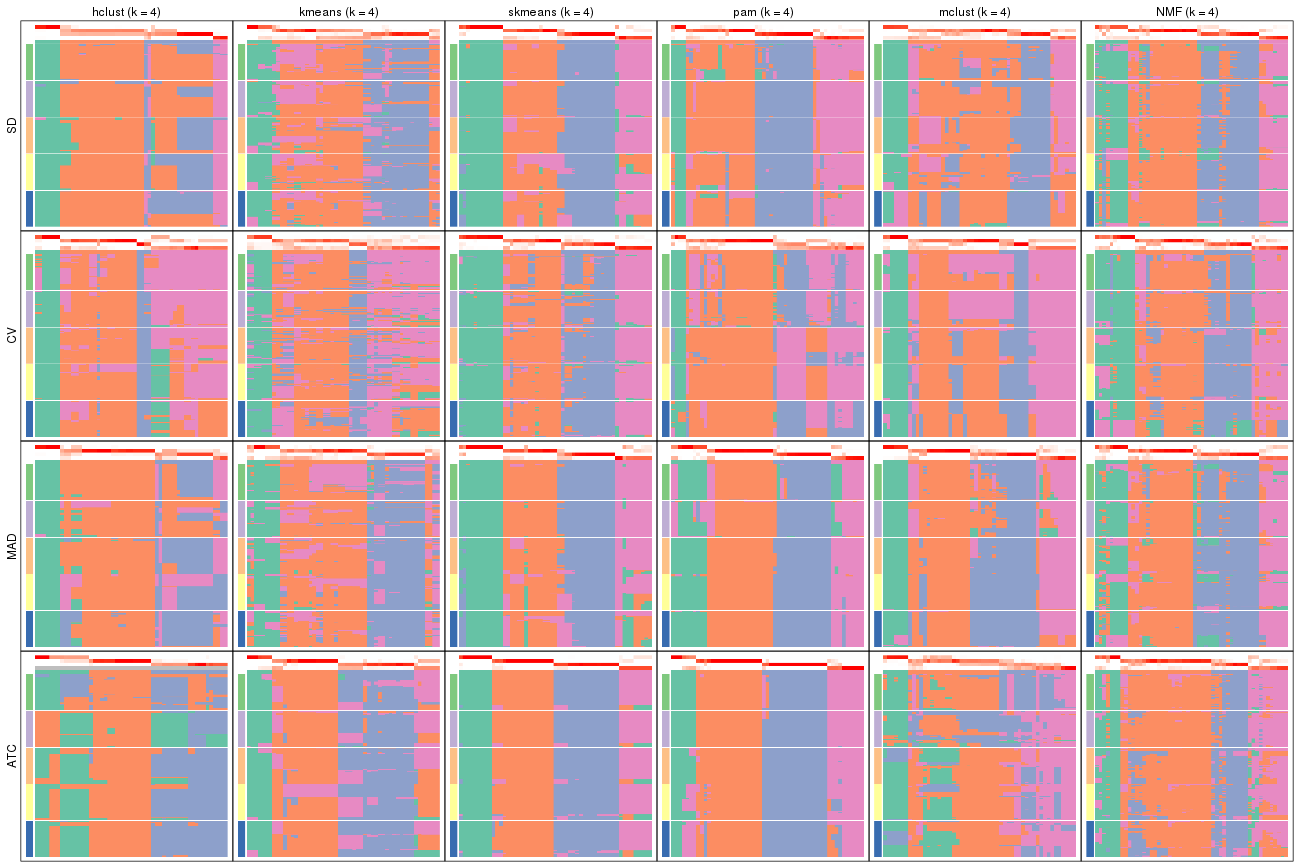 hclust (k = 4)
kmeans (k = 4)
skmeans (k = 4)
pam (k = 4)
mclust (k = 4)
NMF (k = 4)
SD
CV
MAD
ATC